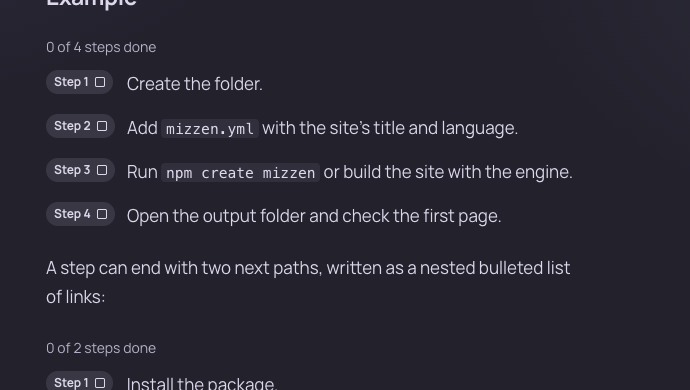 Example
0 of 4 steps done
Step 1 Create the folder.
Step 2 Add mizzen.yml with the site's title and language.
Step 3 Run npm create mizzen or build the site with the engine.
Step 4 Open the output folder and check the first page.
A step can end with two next paths, written as a nested bulleted list
of links:
0 of 2 steps done
Step 1 Install the package.